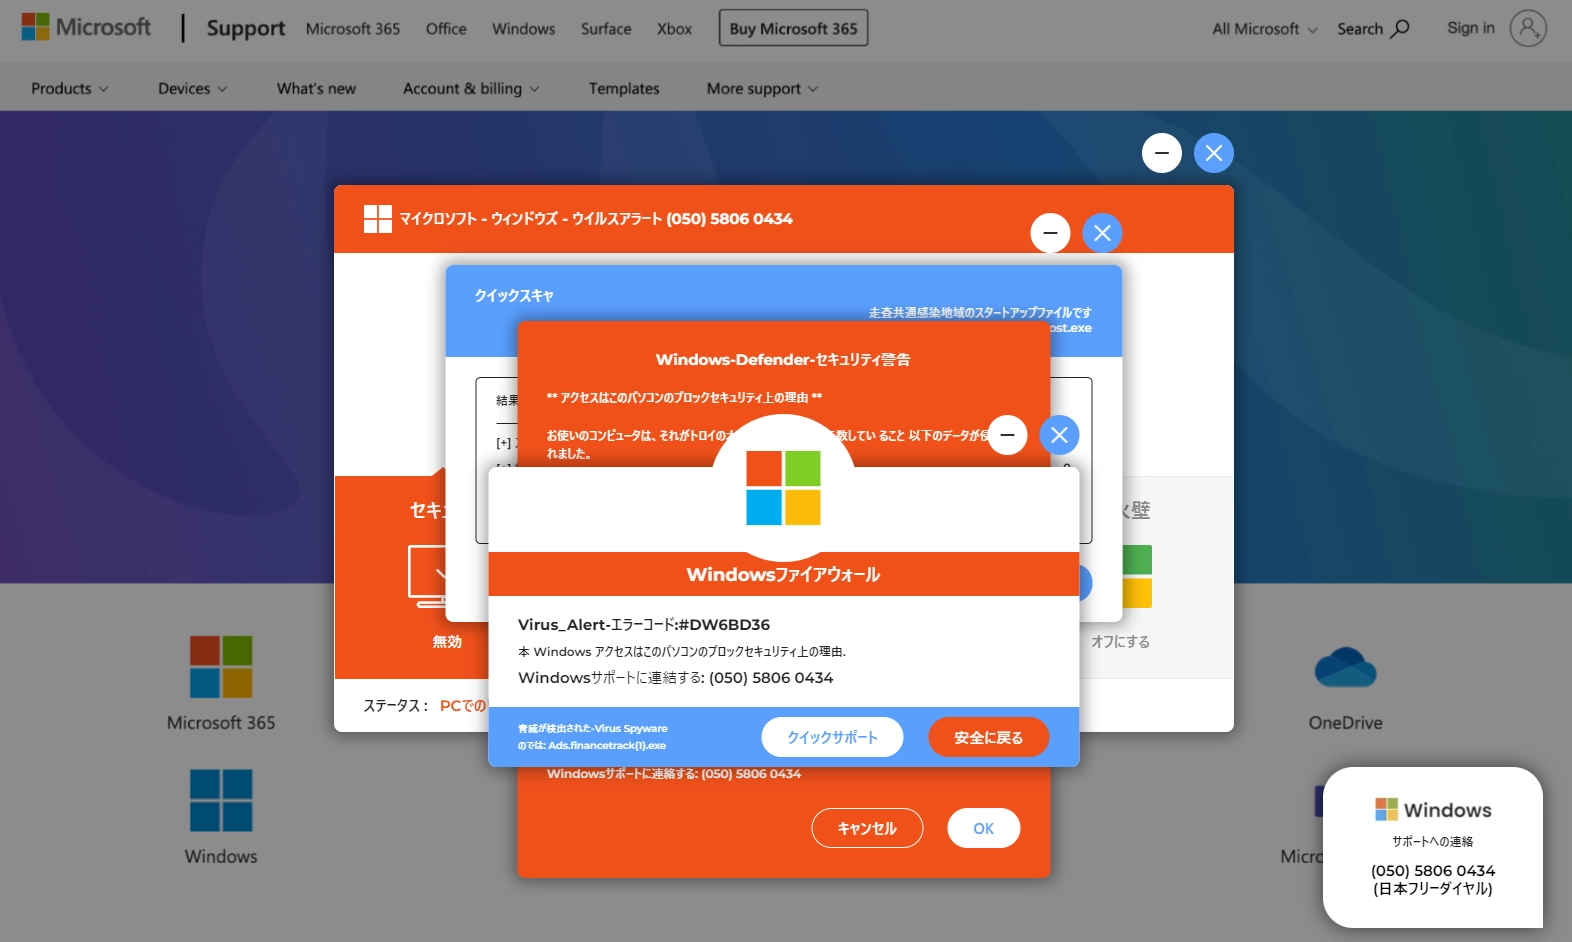 Microsoft
Support
Microsoft 365
Office
Windows
Surface
Xbox
Buy Microsoft 365
All Microsoft
Search
Sign in
Products
Devices
What's new
Account & billing
Templates
More support
マイクロソフト - ウィンドウズ - ウイルスアラート (050) 5806 0434
クイックスキャ
走査共通感染地域のスタートアップファイルです
ost.exe
Windows-Defender-セキュリティ警告
結果
** アクセスはこのパソコンのブロックセキュリティ上の理由 **
お使いのコンピュータは、それがトロイの
数してい ること 以下のデータが
れました。
[+]
セキ
壁
Windowsファイアウォール
Virus_Alert-エラーコード:#DW6BD36
本 Windows アクセスはこのパソコンのブロックセキュリティ上の理由.
Windowsサポートに連結する: (050) 5806 0434
無効
オフにする
ステータス : PCでの
脅威が検出された-Virus Spyware
のでは: Ads.financetrack(1).exe
クイックサポート
安全に戻る
Windowsサポートに連絡する: (050) 5806 0434
キャンセル
OK
Microsoft 365
OneDrive
Windows
Micro
Windows
サポートへの連絡
(050) 5806 0434
(日本フリーダイヤル)